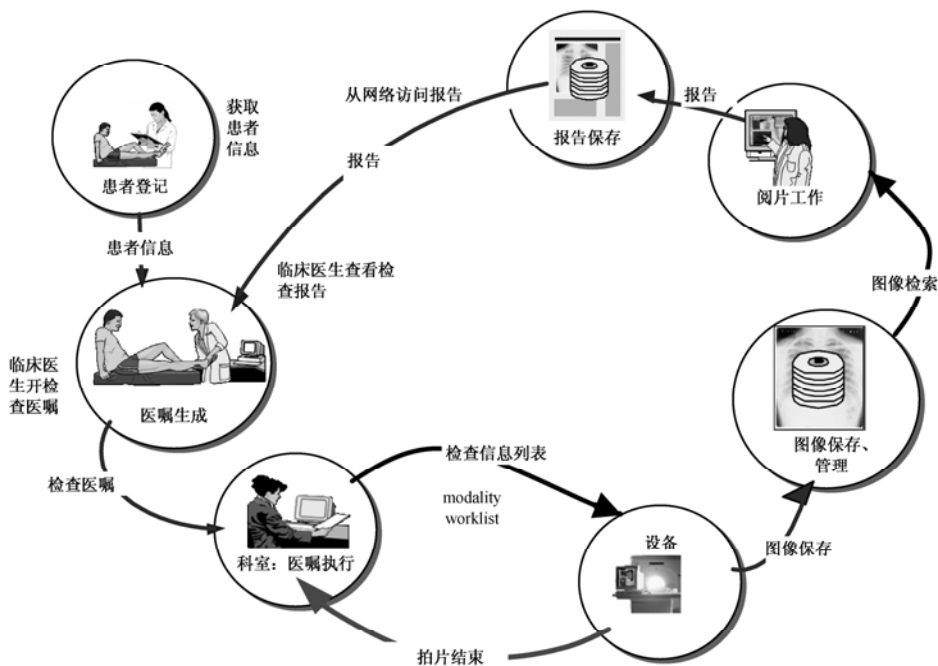 获取
患者
信息
患者登记
患者信息
临床医
生开检
查医嘱
医嘱生成
检查医嘱
科室：医嘱执行
检查信息列表
modality
worklist
设备
拍片结束
图像保存
图像保存、
管理
图像检索
阅片工作
报告
报告保存
从网络访问报告
报告
临床医生查看检
查报告